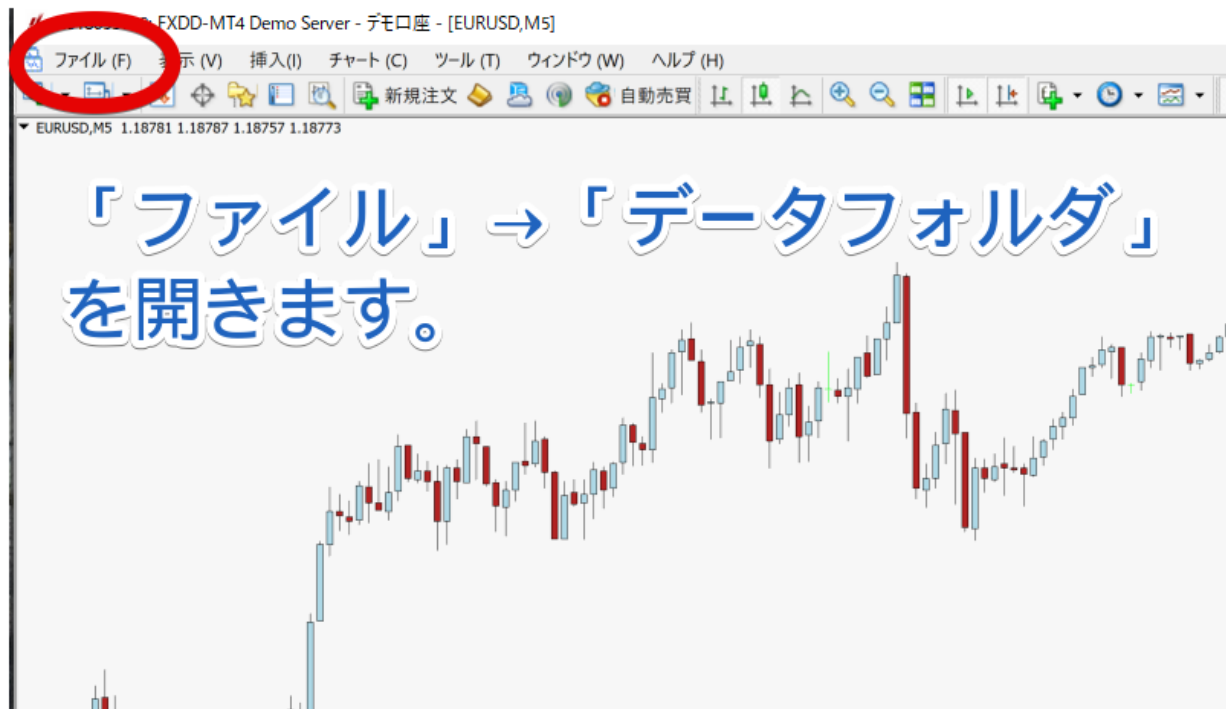 FXDD-MT4 Demo Server - デモ口座 - [EURUSD,M5]
ファイル (F) 表示 (V) 挿入(I) チャート (C) ツール (T) ウィンドウ (W) ヘルプ (H)
新規注文 自動売買
EURUSD,M5 1.18781 1.18787 1.18757 1.18773
「ファイル」→「データフォルダ」
を開きます。